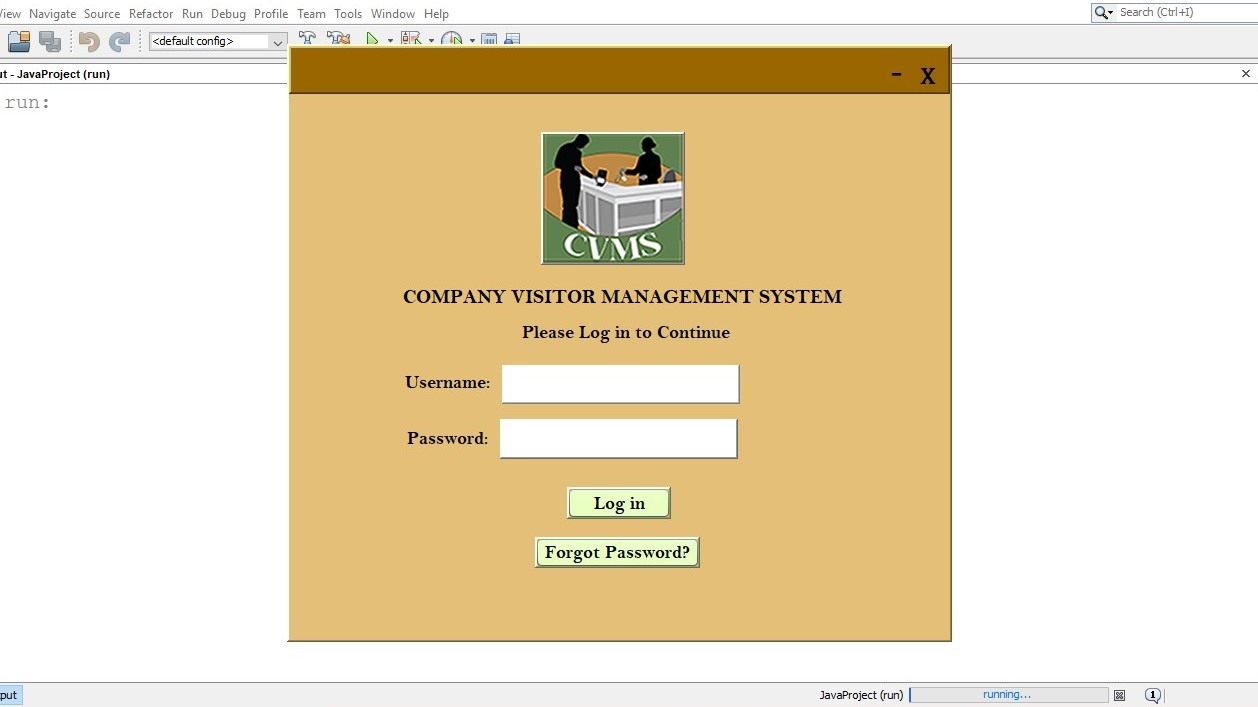 View Navigate Source Refactor Run Debug Profile Team Tools Window Help
Search (Ctrl+I)
<default config>
ut - JavaProject (run)
x
run:
- X
CVMS
COMPANY VISITOR MANAGEMENT SYSTEM
Please Log in to Continue
Username:
Password:
Log in
Forgot Password?
put
JavaProject (run)
running...
1